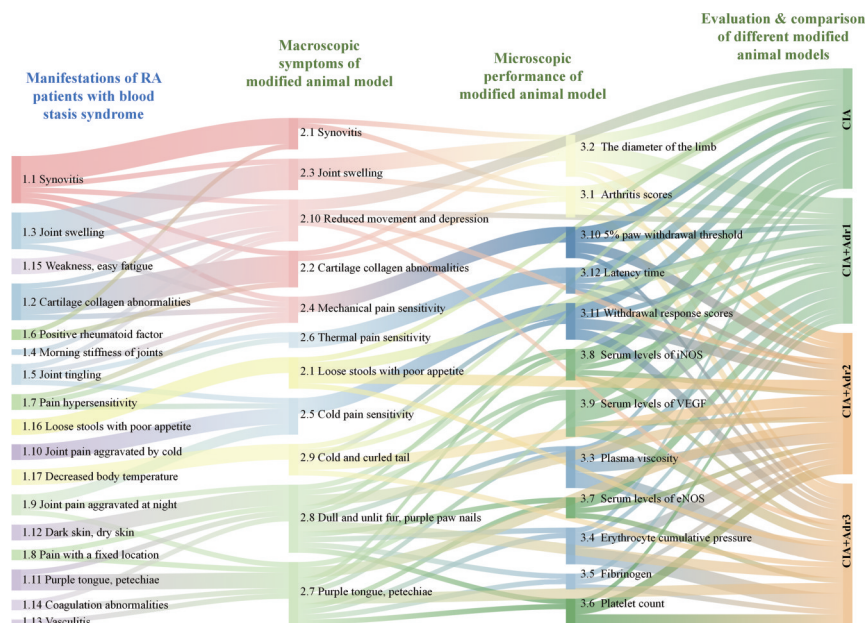 Manifestations of RA
patients with blood
stasis syndrome
1.1 Synovitis
1.3 Joint swelling
1.15 Weakness, easy fatigue
1.2 Cartilage collagen abnormalities
1.6 Positive rheumatoid factor
1.4 Morning stiffness of joints
1.5 Joint tingling
1.7 Pain hypersensitivity
1.16 Loose stools with poor appetite
1.10 Joint pain aggravated by cold
1.17 Decreased body temperature
1.9 Joint pain aggravated at night
1.12 Dark skin, dry skin
1.8 Pain with a fixed location
1.11 Purple tongue, petechiae
1.14 Coagulation abnormalities
1.13 Vasculitis
Macroscopic
symptoms of
modified animal model
2.1 Synovitis
2.3 Joint swelling
2.10 Reduced movement and depression
2.2 Cartilage collagen abnormalities
2.4 Mechanical pain sensitivity
2.6 Thermal pain sensitivity
2.1 Loose stools with poor appetite
2.5 Cold pain sensitivity
2.9 Cold and curled tail
2.8 Dull and unlit fur, purple paw nails
2.7 Purple tongue, petechiae
Microscopic
performance of
modified animal model
3.2 The diameter of the limb
3.1 Arthritis scores
3.10 5% paw withdrawal threshold
3.12 Latency time
3.11 Withdrawal response scores
3.8 Serum levels of iNOS
3.9 Serum levels of VEGF
3.3 Plasma viscosity
3.7 Serum levels of eNOS
3.4 Erythrocyte cumulative pressure
3.5 Fibrinogen
3.6 Platelet count
Evaluation & comparison
of different modified
animal models
CIA
CIA+Adr1
CIA+Adr2
CIA+Adr3